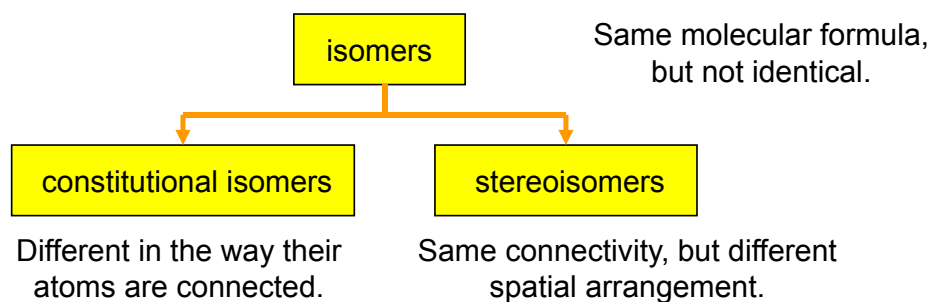 isomers
Same molecular formula,
but not identical.
constitutional isomers
stereoisomers
Different in the way their
atoms are connected.
Same connectivity, but different
spatial arrangement.